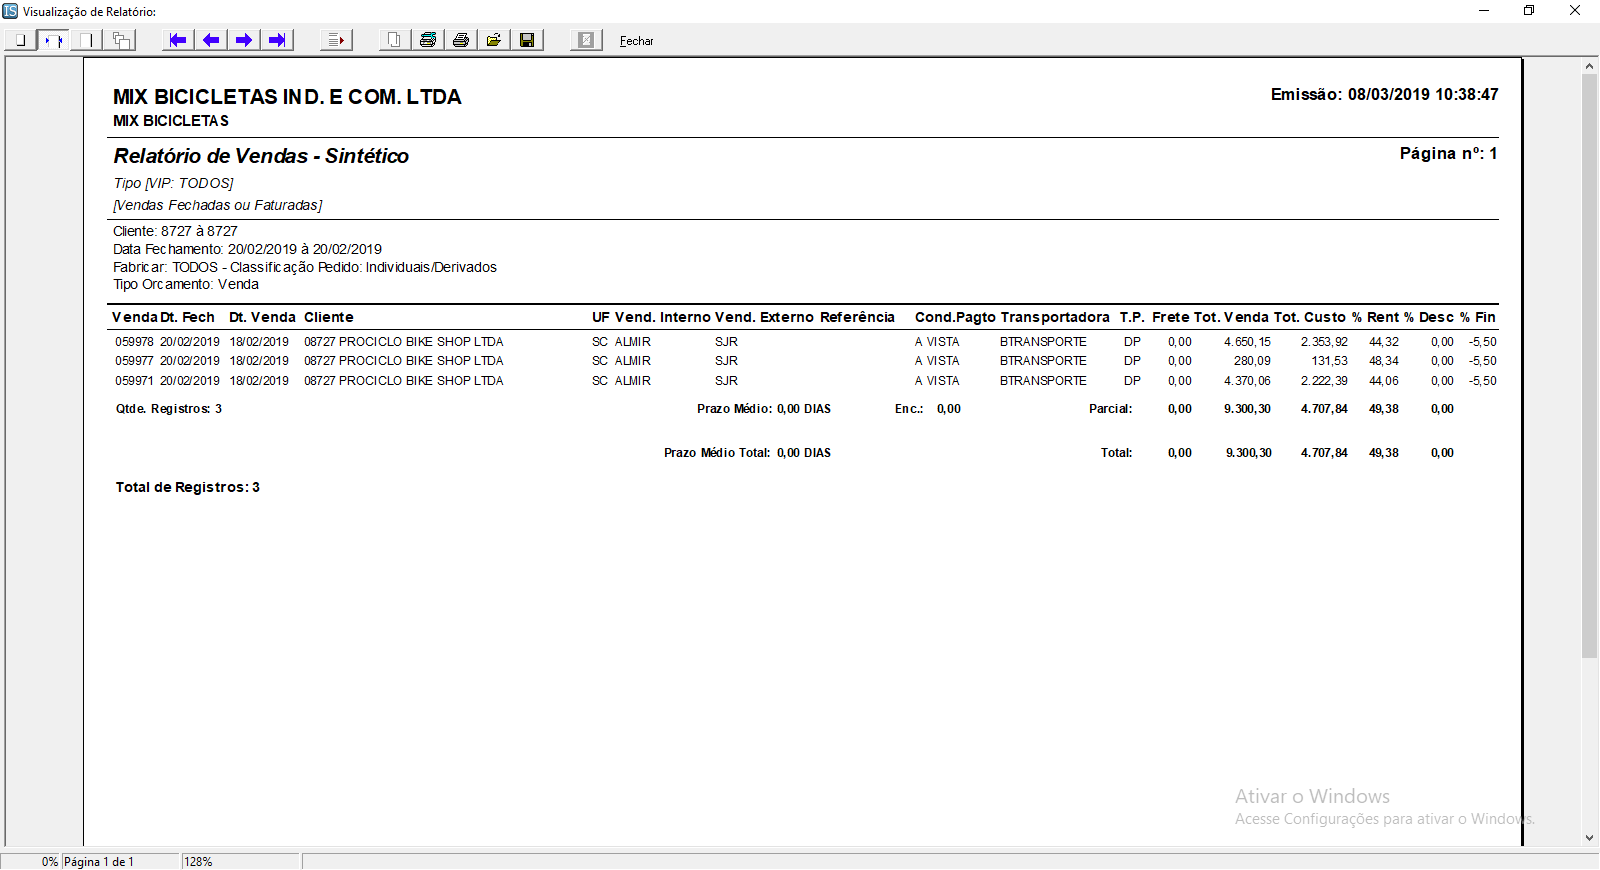 IS Visualização de Relatório:
Fechar
MIX BICICLETAS IND. E COM. LTDA
Emissão: 08/03/2019 10:38:47
MIX BICICLETAS
Relatório de Vendas - Sintético
Página nº: 1
Tipo [VIP: TODOS]
[Vendas Fechadas ou Faturadas]
Cliente: 8727 à 8727
Data Fechamento: 20/02/2019 à 20/02/2019
Fabricar: TODOS - Classificação Pedido: Individuais/Derivados
Tipo Orcamento: Venda
Venda Dt. Fech Dt. Venda Cliente UF Vend. Interno Vend. Externo Referência Cond.Pagto Transportadora T.P. Frete Tot. Venda Tot. Custo % Rent % Desc % Fin
059978 20/02/2019 18/02/2019 08727 PROCICLO BIKE SHOP LTDA SC ALMIR SJR A VISTA BTRANSPORTE DP 0,00 4.650,15 2.353,92 44,32 0,00 -5,50
059977 20/02/2019 18/02/2019 08727 PROCICLO BIKE SHOP LTDA SC ALMIR SJR A VISTA BTRANSPORTE DP 0,00 280,09 131,53 48,34 0,00 -5,50
059971 20/02/2019 18/02/2019 08727 PROCICLO BIKE SHOP LTDA SC ALMIR SJR A VISTA BTRANSPORTE DP 0,00 4.370,06 2.222,39 44,06 0,00 -5,50
Qtde. Registros: 3 Prazo Médio: 0,00 DIAS Enc.: 0,00 Parcial: 0,00 9.300,30 4.707,84 49,38 0,00
Prazo Médio Total: 0,00 DIAS Total: 0,00 9.300,30 4.707,84 49,38 0,00
Total de Registros: 3
Ativar o Windows
Acesse Configurações para ativar o Windows.
0% Página 1 de 1 128%